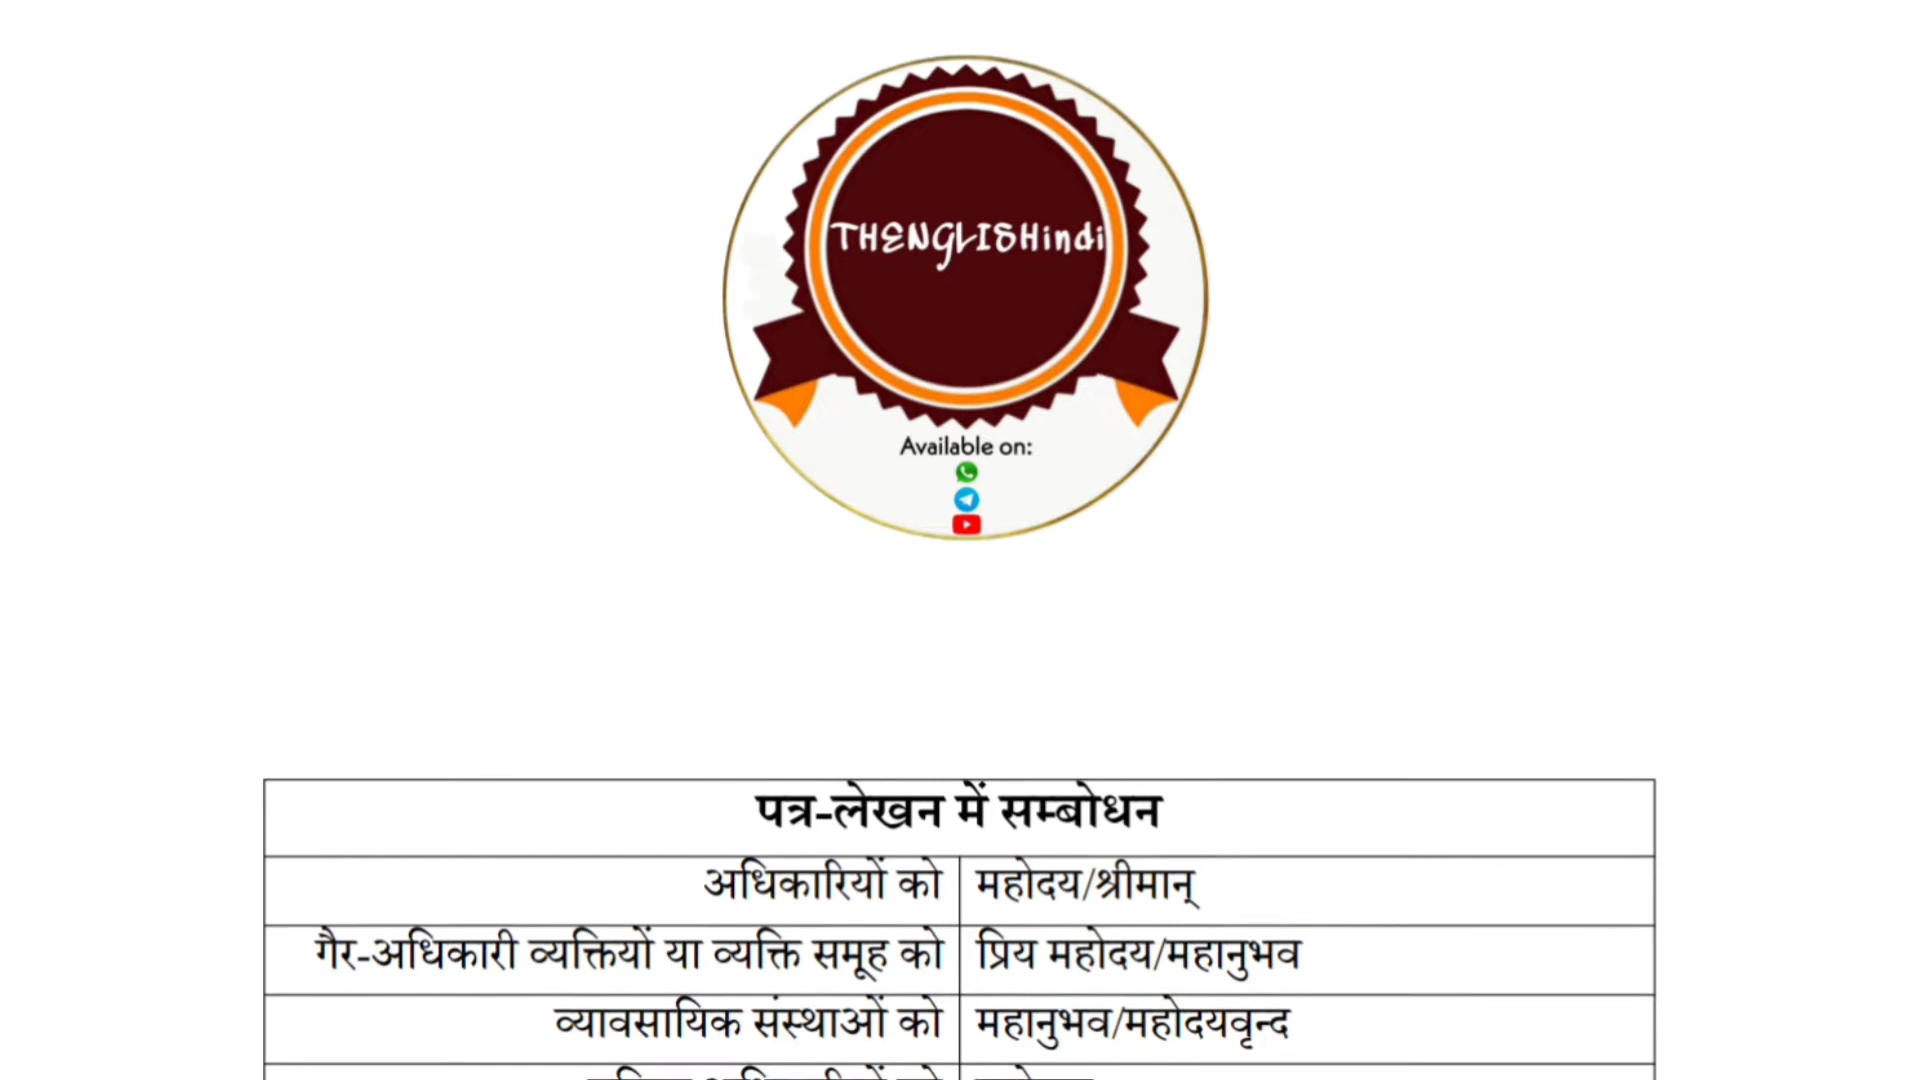 THENGLISHindi
Available on:
पत्र-लेखन में सम्बोधन
अधिकारियों को महोदय/श्रीमान्
गैर-अधिकारी व्यक्तियों या व्यक्ति समूह को प्रिय महोदय/महानुभव
व्यावसायिक संस्थाओं को महानुभव/महोदयवृन्द